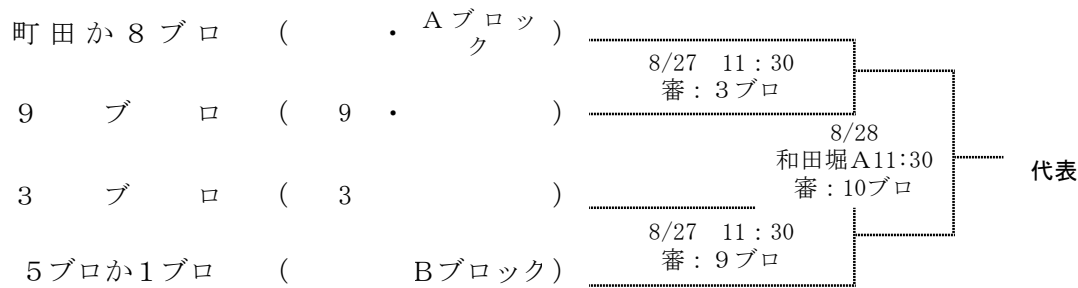 町田か８ブロ （ ・ Aブロック ）
8/27 11：30
審：３ブロ
９ブロ （ 9 ・ ）
8/28
和田堀A11:30
審：10ブロ
代表
３ブロ （ 3 ）
8/27 11：30
審：９ブロ
５ブロか１ブロ （ Bブロック）